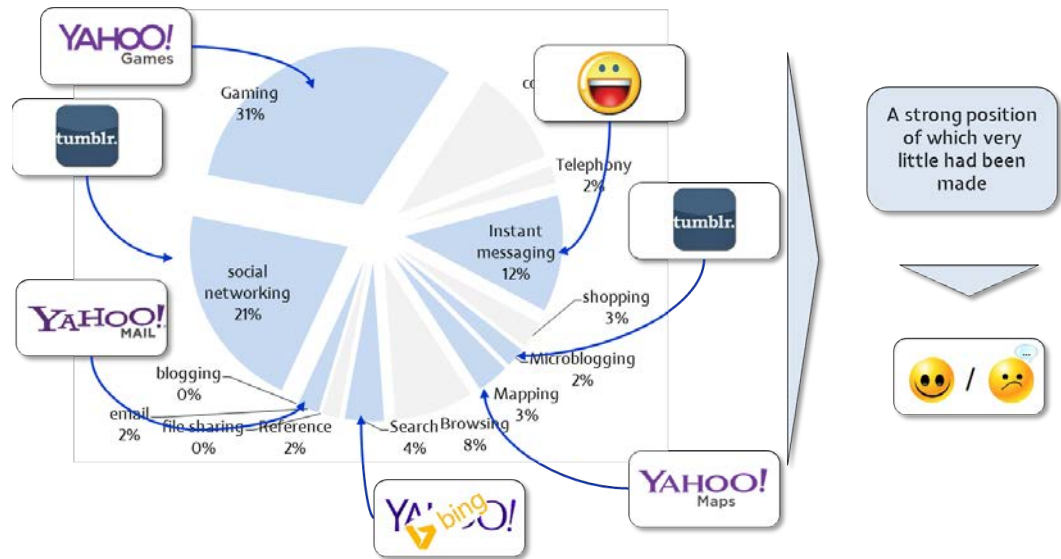 YAHOO!
Games
Gaming
31%
tumblr.
co
Telephony
2%
A strong position
of which very
little had been
made
Instant
messaging
12%
tumblr.
social
networking
21%
shopping
3%
YAHOO!
MAIL
Microblogging
2%
blogging
0%
Mapping
3%
email
2%
file sharing
0%
Reference
2%
Search
4%
Browsing
8%
/
YAHOO!
Maps
YAHOO!
bing